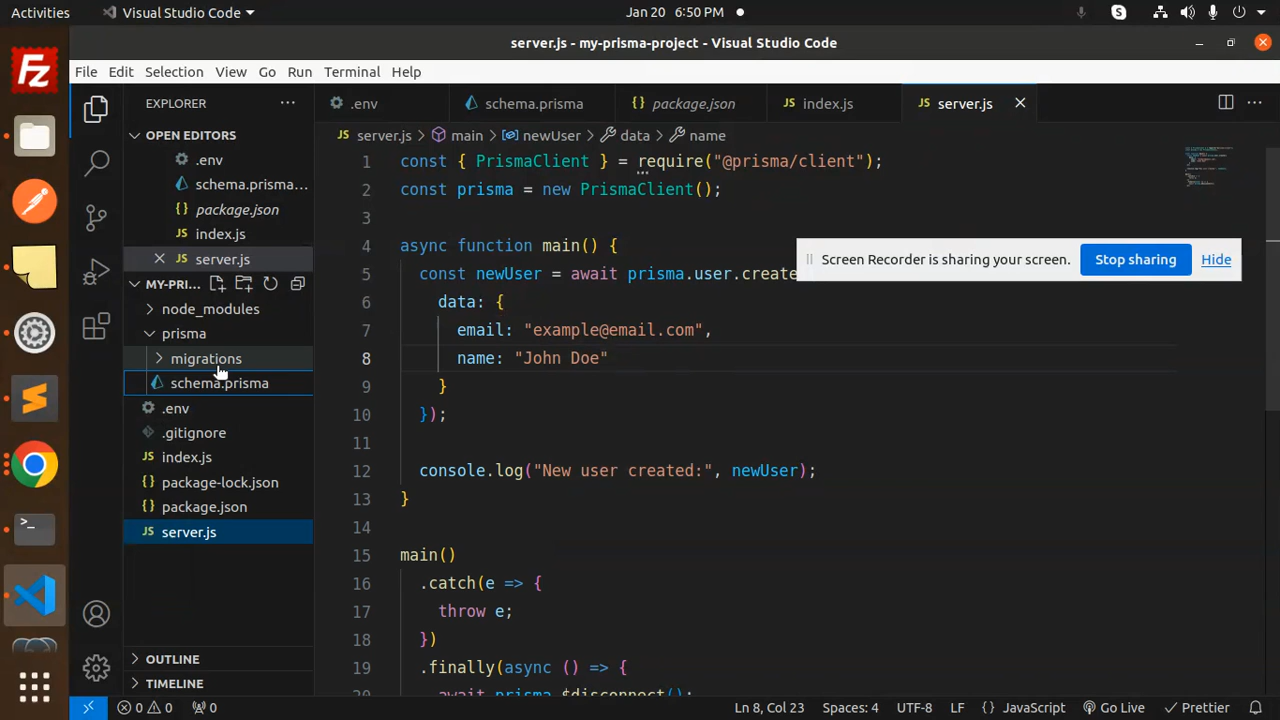 Activities
Visual Studio Code
Jan 20 6:50 PM
server.js - my-prisma-project - Visual Studio Code
File Edit Selection View Go Run Terminal Help
EXPLORER
.env
schema.prisma
package.json
index.js
server.js
OPEN EDITORS
.env
schema.prisma...
package.json
index.js
server.js
MY-PRI...
node_modules
prisma
migrations
schema.prisma
.env
.gitignore
index.js
package-lock.json
package.json
server.js
OUTLINE
TIMELINE
server.js > main > newUser > data > name
1 const { PrismaClient } = require("@prisma/client");
2 const prisma = new PrismaClient();
3
4 async function main() {
5 const newUser = await prisma.user.create
6 data: {
7 email: "example@email.com",
8 name: "John Doe"
9 }
10 });
11
12 console.log("New user created:", newUser);
13 }
14
15 main()
16 .catch(e => {
17 throw e;
18 })
19 .finally(async () => {
20 await prisma.$disconnect();
Screen Recorder is sharing your screen. Stop sharing Hide
0 0 0 Ln 8, Col 23 Spaces: 4 UTF-8 LF { } JavaScript Go Live Prettier